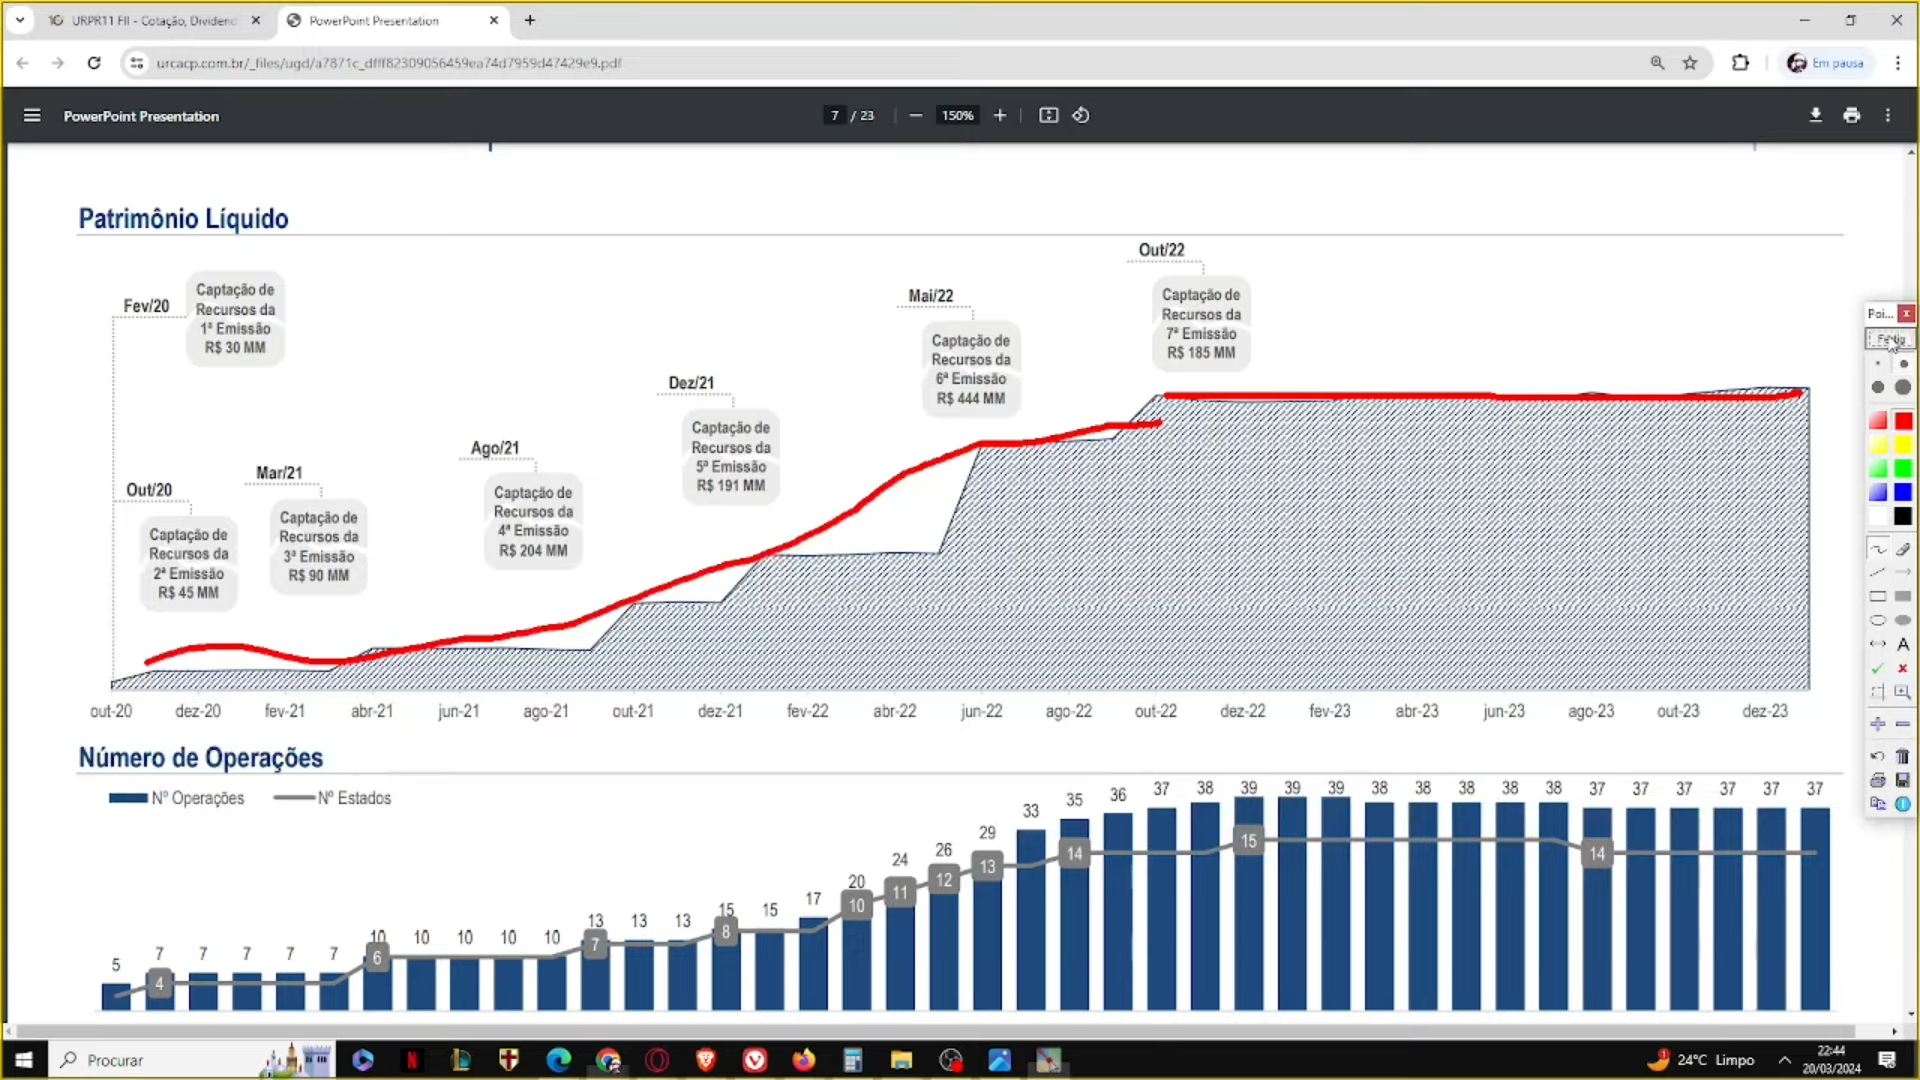 URPR11 FII - Cotação, Dividend
PowerPoint Presentation
urcacp.com.br/_files/ugd/a7871c_dfff82309056459ea74d7959d47429e9.pdf
Em pausa
PowerPoint Presentation
7 / 23
150%
Patrimônio Líquido
Fev/20
Captação de
Recursos da
1ª Emissão
R$ 30 MM
Out/20
Captação de
Recursos da
2ª Emissão
R$ 45 MM
Mar/21
Captação de
Recursos da
3ª Emissão
R$ 90 MM
Ago/21
Captação de
Recursos da
4ª Emissão
R$ 204 MM
Dez/21
Captação de
Recursos da
5ª Emissão
R$ 191 MM
Mai/22
Captação de
Recursos da
6ª Emissão
R$ 444 MM
Out/22
Captação de
Recursos da
7ª Emissão
R$ 185 MM
out-20 dez-20 fev-21 abr-21 jun-21 ago-21 out-21 dez-21 fev-22 abr-22 jun-22 ago-22 out-22 dez-22 fev-23 abr-23 jun-23 ago-23 out-23 dez-23
Número de Operações
Nº Operações Nº Estados
5 7 7 7 7 7 10 10 10 10 10 13 13 13 15 15 17 20 24 26 29 33 35 36 37 38 39 39 39 38 38 38 38 38 37 37 37 37 37 37
4 6 7 8 10 11 12 13 14 15 14
Poi...
A
Procurar
24°C Limpo
22:44
20/03/2024